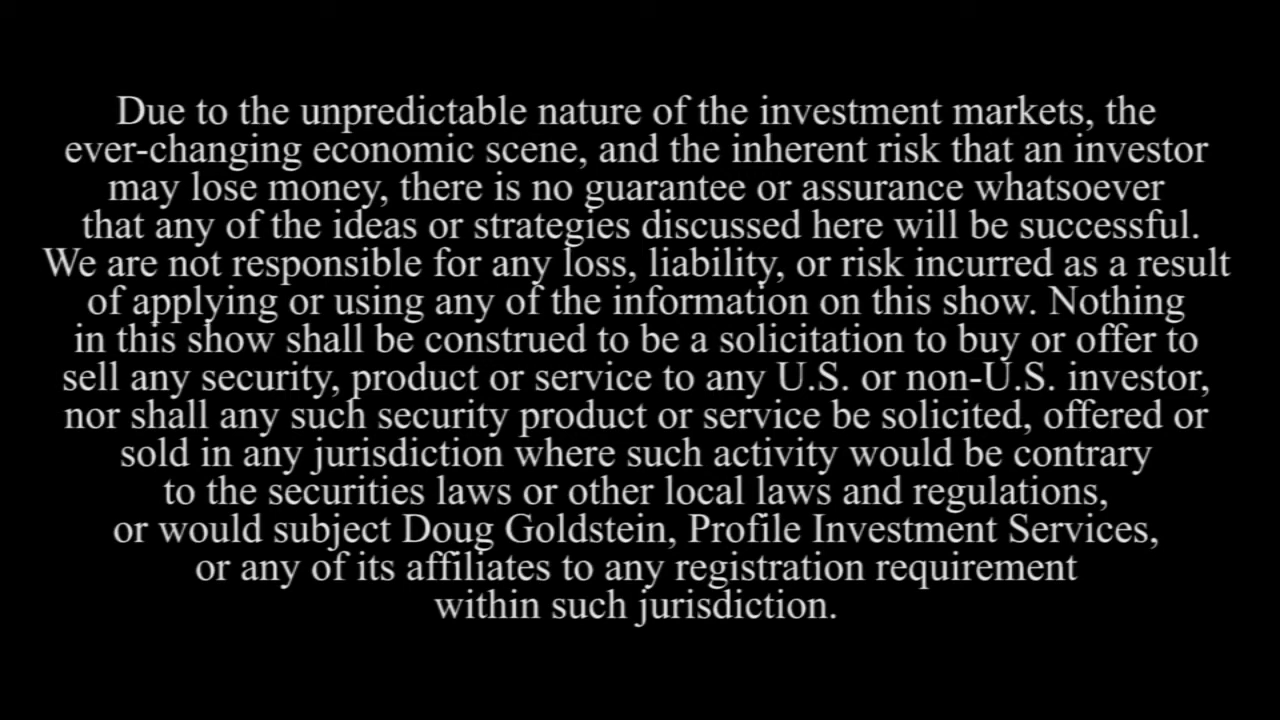 Due to the unpredictable nature of the investment markets, the
ever-changing economic scene, and the inherent risk that an investor
may lose money, there is no guarantee or assurance whatsoever
that any of the ideas or strategies discussed here will be successful.
We are not responsible for any loss, liability, or risk incurred as a result
of applying or using any of the information on this show. Nothing
in this show shall be construed to be a solicitation to buy or offer to
sell any security, product or service to any U.S. or non-U.S. investor,
nor shall any such security product or service be solicited, offered or
sold in any jurisdiction where such activity would be contrary
to the securities laws or other local laws and regulations,
or would subject Doug Goldstein, Profile Investment Services,
or any of its affiliates to any registration requirement
within such jurisdiction.